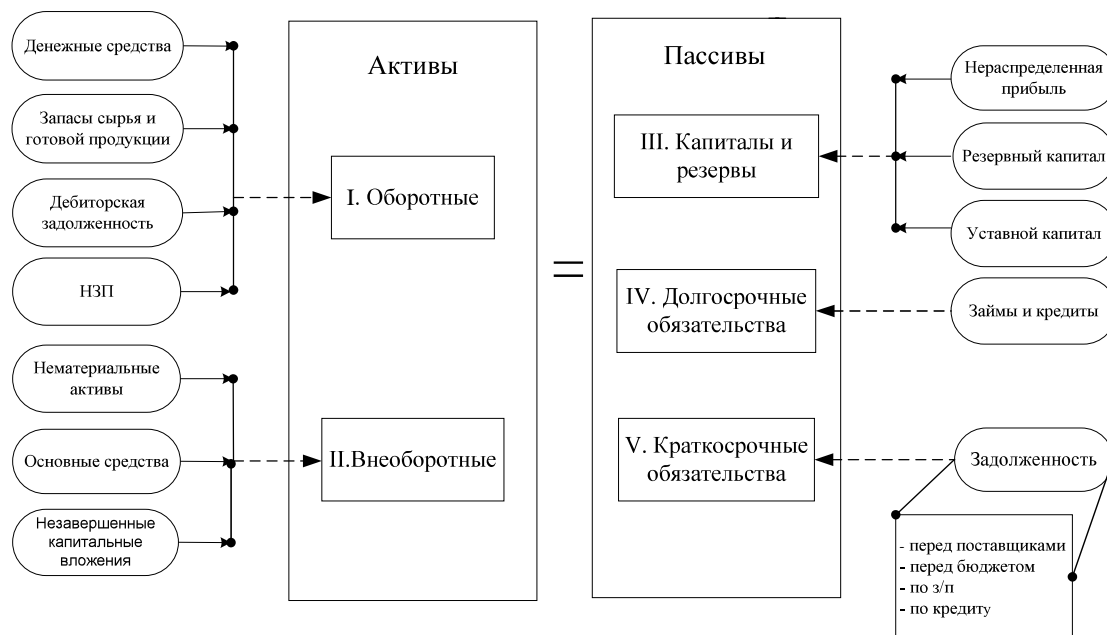 Денежные средства
Запасы сырья и
готовой продукции
Дебиторская
задолженность
НЗП
Нематериальные
активы
Основные средства
Незавершенные
капитальные
вложения
Активы
I. Оборотные
II.Внеоборотные
=
Пассивы
III. Капиталы и
резервы
IV. Долгосрочные
обязательства
V. Краткосрочные
обязательства
Нераспределенная
прибыль
Резервный капитал
Уставной капитал
Займы и кредиты
Задолженность
- перед поставщиками
- перед бюджетом
- по з/п
- по кредиту